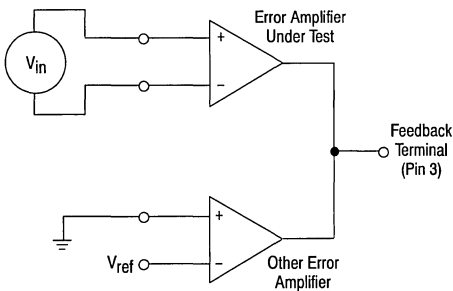 Error Amplifier
Under Test
+
Vin
−
Feedback
Terminal
(Pin 3)
+
Vref
−
Other Error
Amplifier